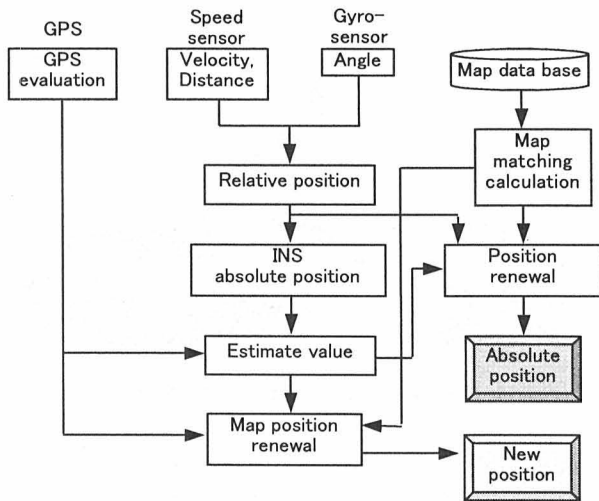 GPS
GPS
evaluation
Speed
sensor
Velocity,
Distance
Gyro-
sensor
Angle
Map data base
Map
matching
calculation
Relative position
INS
absolute position
Position
renewal
Estimate value
Absolute
position
Map position
renewal
New
position